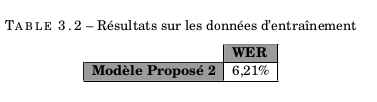 TABLE 3.2 – Résultats sur les données d'entraînement
WER
Modèle Proposé 2 6,21%